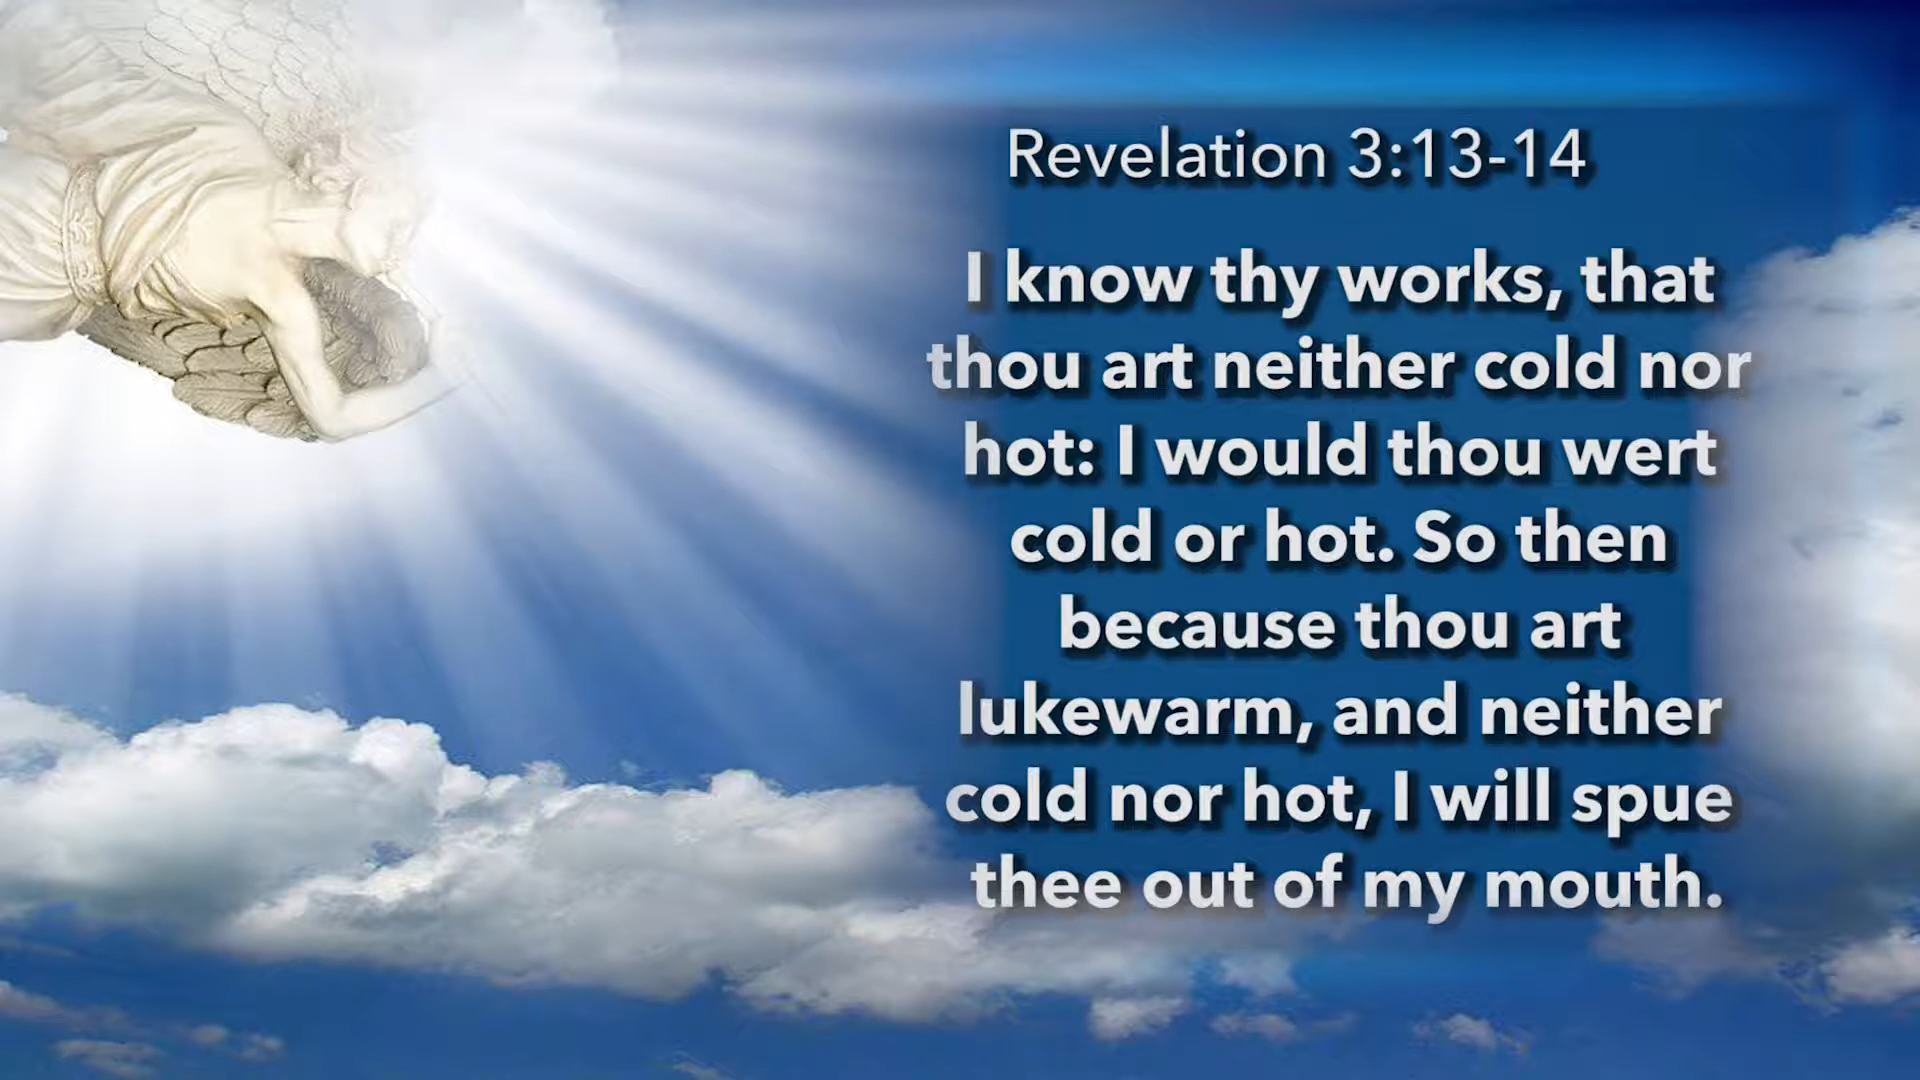 Revelation 3:13-14
I know thy works, that
thou art neither cold nor
hot: I would thou wert
cold or hot. So then
because thou art
lukewarm, and neither
cold nor hot, I will spue
thee out of my mouth.